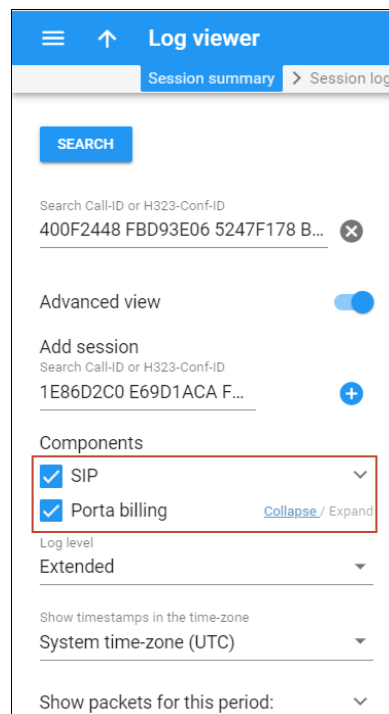 Log viewer
Session summary > Session log
SEARCH
Search Call-ID or H323-Conf-ID
400F2448 FBD93E06 5247F178 B...
Advanced view
Add session
Search Call-ID or H323-Conf-ID
1E86D2C0 E69D1ACA F...
Components
SIP
Porta billing Collapse / Expand
Log level
Extended
Show timestamps in the time-zone
System time-zone (UTC)
Show packets for this period: